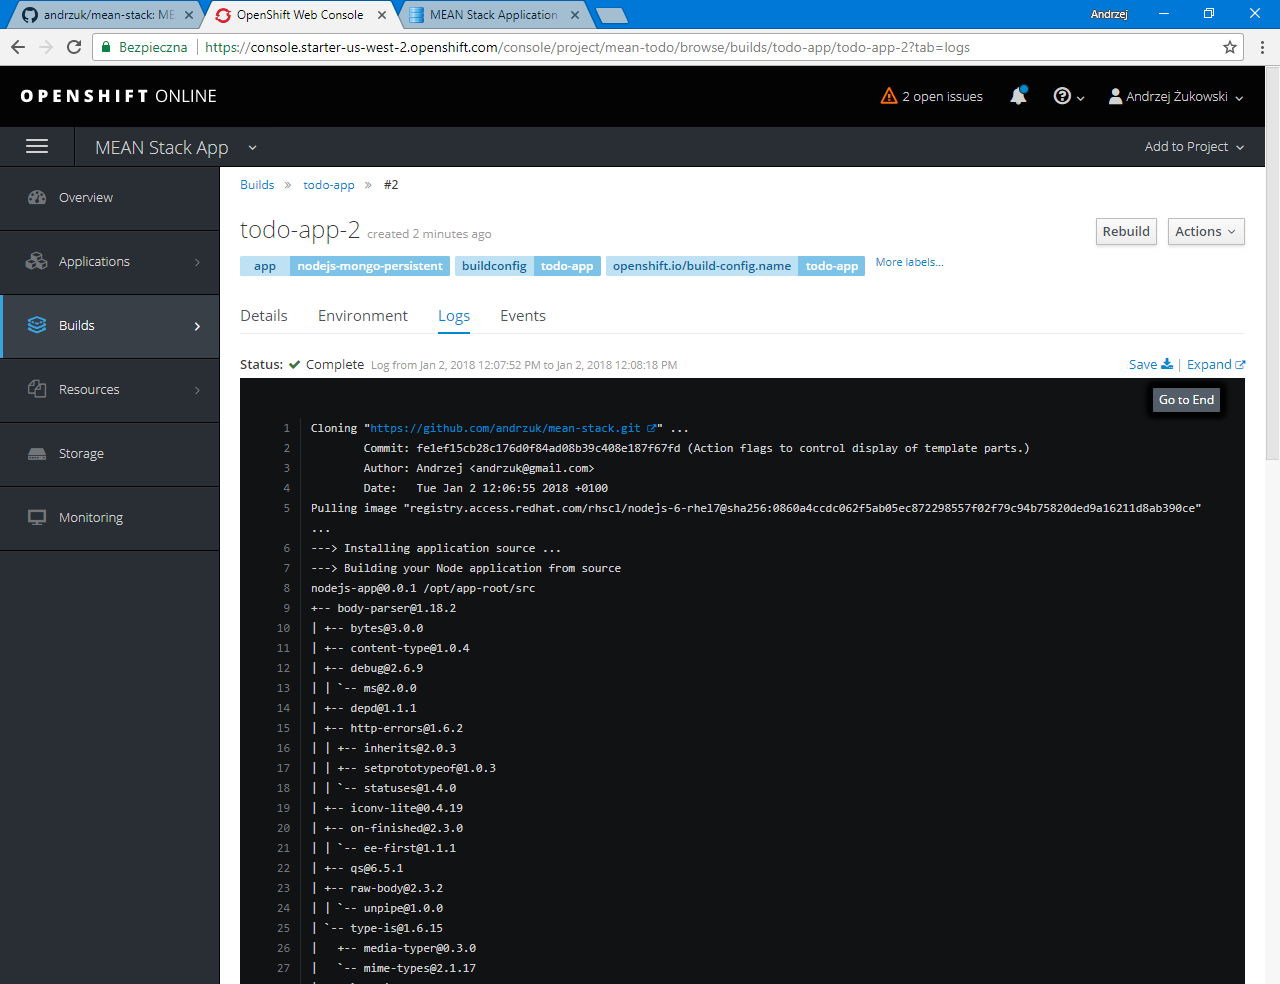 andrzuk/mean-stack: ME
OpenShift Web Console
MEAN Stack Application
Andrzej
Bezpieczna
https://console.starter-us-west-2.openshift.com/console/project/mean-todo/browse/builds/todo-app/todo-app-2?tab=logs
OPENSHIFT ONLINE
2 open issues
Andrzej Żukowski
MEAN Stack App
Add to Project
Overview
Applications
Builds
Resources
Storage
Monitoring
Builds » todo-app » #2
todo-app-2 created 2 minutes ago
Rebuild
Actions
app nodejs-mongo-persistent buildconfig todo-app openshift.io/build-config.name todo-app More labels...
Details Environment Logs Events
Status: Complete Log from Jan 2, 2018 12:07:52 PM to Jan 2, 2018 12:08:18 PM
Save | Expand
Go to End
1 Cloning "https://github.com/andrzuk/mean-stack.git" ...
2 Commit: fe1ef15cb28c176d0f84ad08b39c408e187f67fd (Action flags to control display of template parts.)
3 Author: Andrzej <andrzuk@gmail.com>
4 Date: Tue Jan 2 12:06:55 2018 +0100
5 Pulling image "registry.access.redhat.com/rhscl/nodejs-6-rhel7@sha256:0860a4ccdc062f5ab05ec872298557f02f79c94b75820ded9a16211d8ab390ce"
...
6 ---> Installing application source ...
7 ---> Building your Node application from source
8 nodejs-app@0.0.1 /opt/app-root/src
9 +-- body-parser@1.18.2
10 | +-- bytes@3.0.0
11 | +-- content-type@1.0.4
12 | +-- debug@2.6.9
13 | | `-- ms@2.0.0
14 | +-- depd@1.1.1
15 | +-- http-errors@1.6.2
16 | | +-- inherits@2.0.3
17 | | +-- setprototypeof@1.0.3
18 | | `-- statuses@1.4.0
19 | +-- iconv-lite@0.4.19
20 | +-- on-finished@2.3.0
21 | | `-- ee-first@1.1.1
22 | +-- qs@6.5.1
23 | +-- raw-body@2.3.2
24 | | `-- unpipe@1.0.0
25 | `-- type-is@1.6.15
26 | +-- media-typer@0.3.0
27 | `-- mime-types@2.1.17